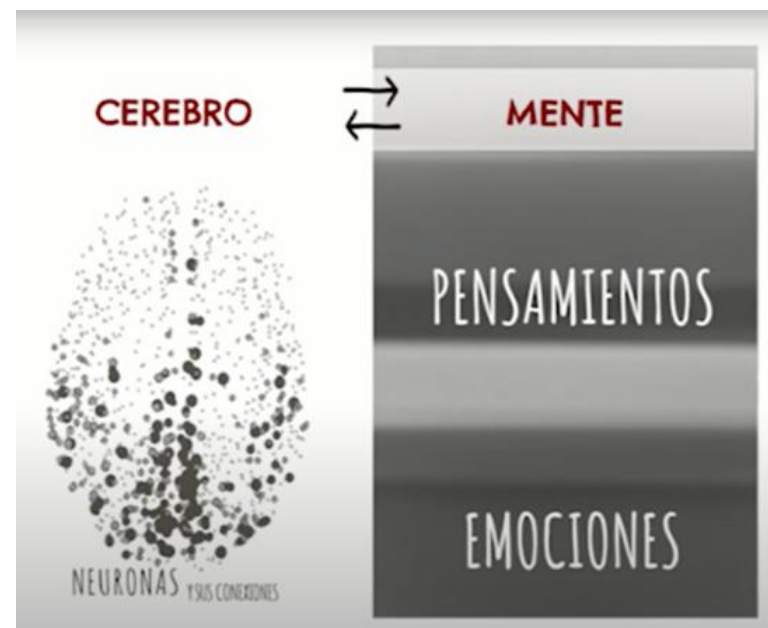 CEREBRO
MENTE
PENSAMIENTOS
EMOCIONES
NEURONAS Y SUS CONEXIONES